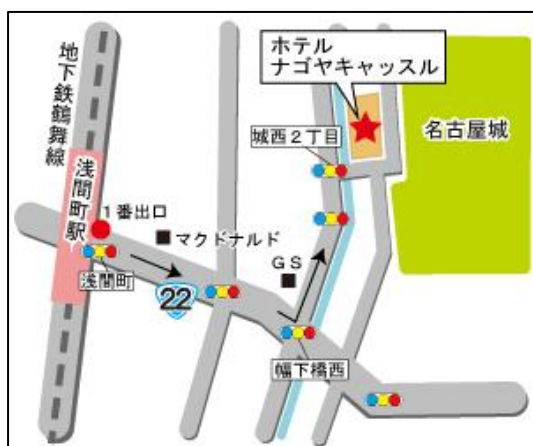 ホテル
ナゴヤキャッスル
地下鉄鶴舞線
名古屋城
城西２丁目
浅間町駅
１番出口
マクドナルド
浅間町
GS
22
幅下橋西